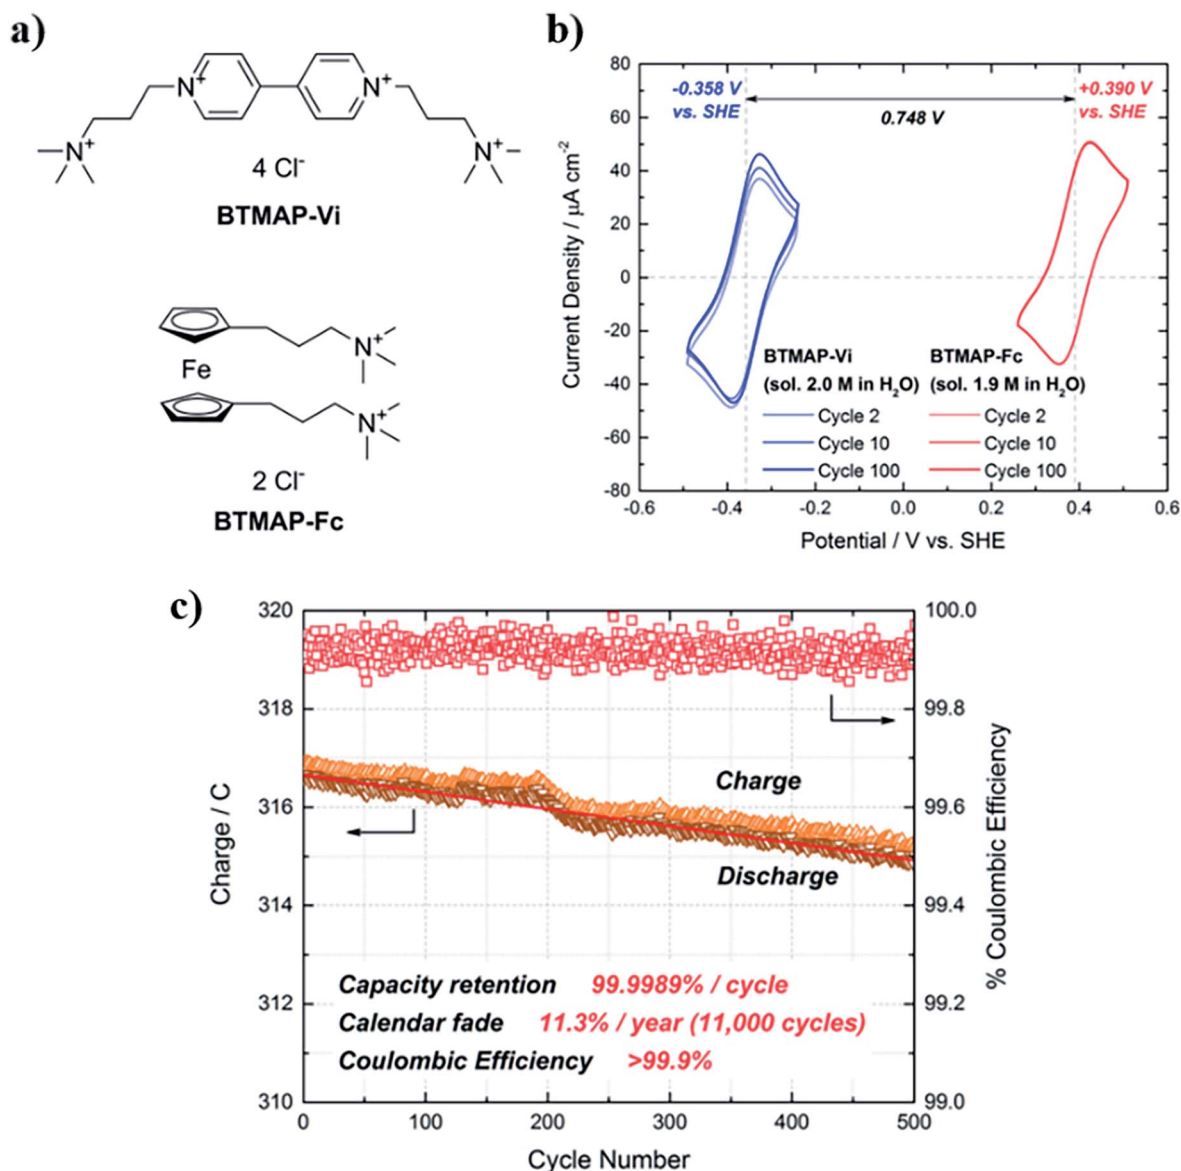 a)
N⁺
N⁺
N⁺
N⁺
4 Cl⁻
BTMAP-Vi
Fe
N⁺
N⁺
2 Cl⁻
BTMAP-Fc
b)
80
60
40
20
0
-20
-40
-60
-80
Current Density / μA cm⁻²
-0.358 V
vs. SHE
0.748 V
+0.390 V
vs. SHE
BTMAP-Vi
(sol. 2.0 M in H₂O)
Cycle 2
Cycle 10
Cycle 100
BTMAP-Fc
(sol. 1.9 M in H₂O)
Cycle 2
Cycle 10
Cycle 100
-0.6 -0.4 -0.2 0.0 0.2 0.4 0.6
Potential / V vs. SHE
c)
320
318
316
314
312
310
Charge / C
100.0
99.8
99.6
99.4
99.2
99.0
% Coulombic Efficiency
Charge
Discharge
Capacity retention 99.9989% / cycle
Calendar fade 11.3% / year (11,000 cycles)
Coulombic Efficiency >99.9%
0 100 200 300 400 500
Cycle Number